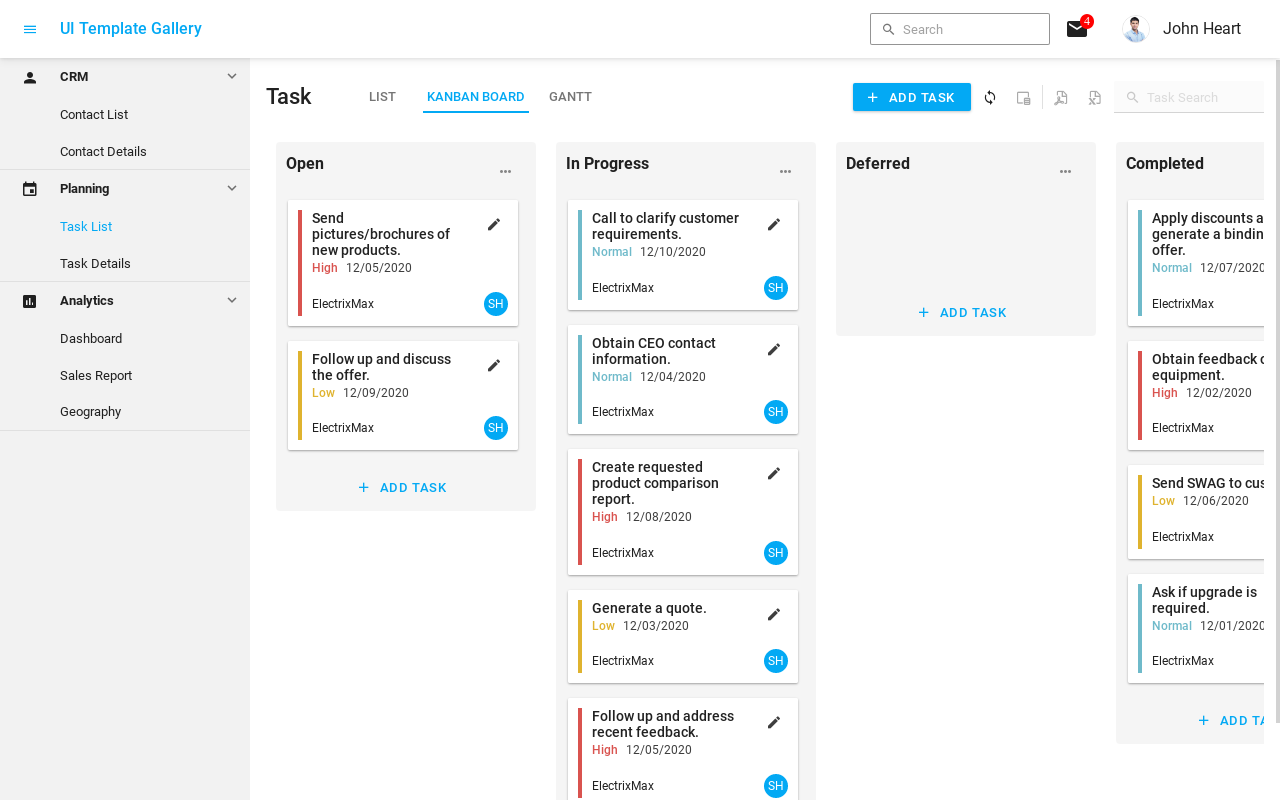 UI Template Gallery
Search
4
John Heart
CRM
Contact List
Contact Details
Planning
Task List
Task Details
Analytics
Dashboard
Sales Report
Geography
Task
LIST
KANBAN BOARD
GANTT
ADD TASK
Task Search
Open
Send
pictures/brochures of
new products.
High 12/05/2020
ElectrixMax
SH
Follow up and discuss
the offer.
Low 12/09/2020
ElectrixMax
SH
ADD TASK
In Progress
Call to clarify customer
requirements.
Normal 12/10/2020
ElectrixMax
SH
Obtain CEO contact
information.
Normal 12/04/2020
ElectrixMax
SH
Create requested
product comparison
report.
High 12/08/2020
ElectrixMax
SH
Generate a quote.
Low 12/03/2020
ElectrixMax
SH
Follow up and address
recent feedback.
High 12/05/2020
ElectrixMax
SH
Deferred
ADD TASK
Completed
Apply discounts a
generate a bindin
offer.
Normal 12/07/2020
ElectrixMax
Obtain feedback
equipment.
High 12/02/2020
ElectrixMax
Send SWAG to cus
Low 12/06/2020
ElectrixMax
Ask if upgrade is
required.
Normal 12/01/2020
ElectrixMax
ADD TA